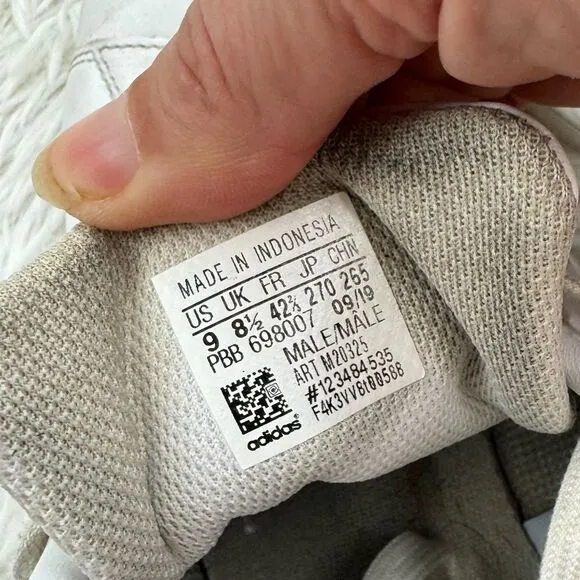 MADE IN INDONESIA
US UK FR JP CHN
9 8½ 42⅔ 270 265
PBB 698007 09/19
MALE/MÂLE
ART M20325
#123484535
F4K3VV8I00588
adidas